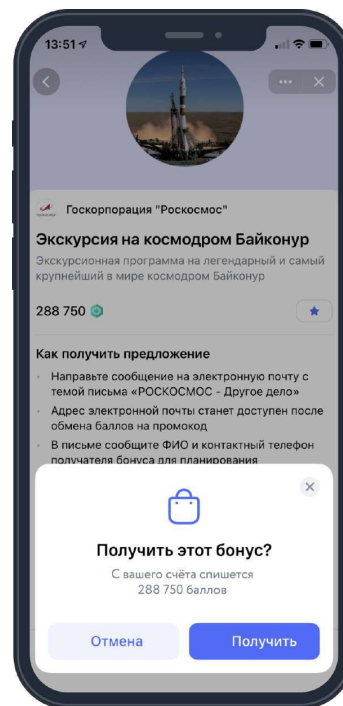 13:51
Госкорпорация "Роскосмос"
Экскурсия на космодром Байконур
Экскурсионная программа на легендарный и самый
крупнейший в мире космодром Байконур
288 750
Как получить предложение
- Направьте сообщение на электронную почту с
темой письма «РОСКОСМОС - Другое дело»
- Адрес электронной почты станет доступен после
обмена баллов на промокод
- В письме сообщите ФИО и контактный телефон
получателя бонуса для планирования
Получить этот бонус?
С вашего счёта спишется
288 750 баллов
Отмена
Получить